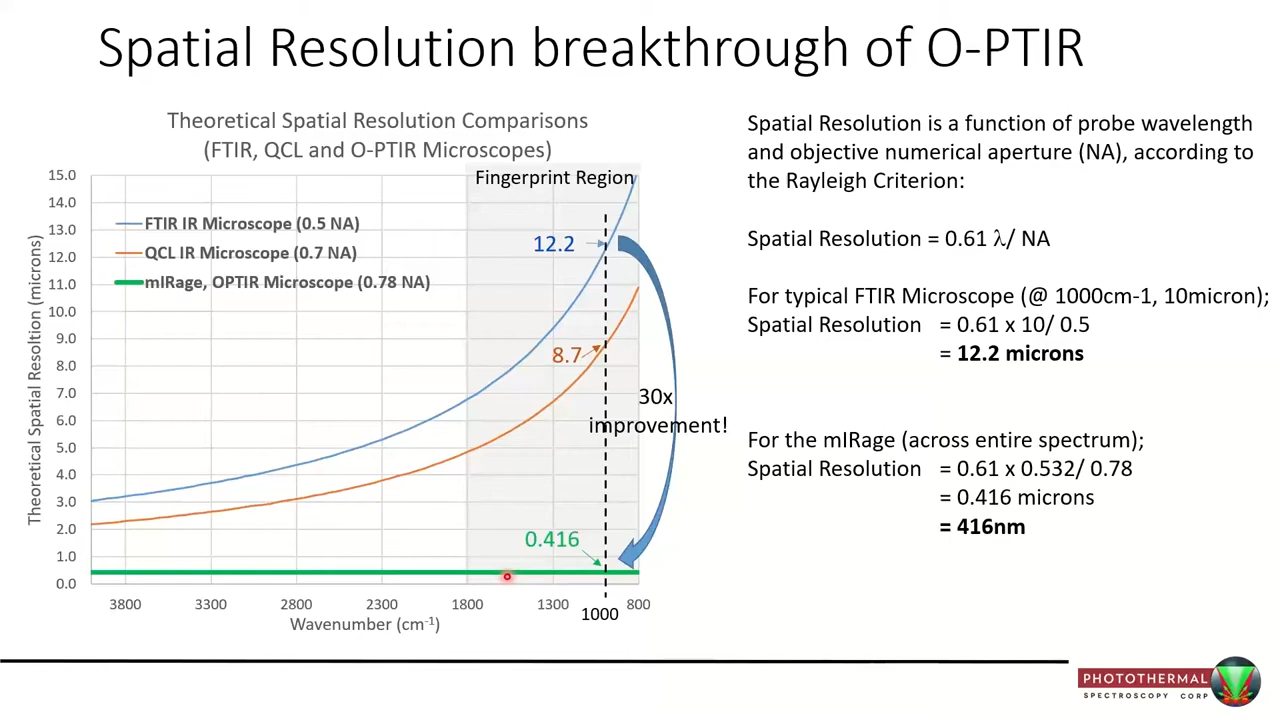 Spatial Resolution breakthrough of O-PTIR
Theoretical Spatial Resolution Comparisons
(FTIR, QCL and O-PTIR Microscopes)
Theoretical Spatial Resoltion (microns)
15.0
14.0
13.0
12.0
11.0
10.0
9.0
8.0
7.0
6.0
5.0
4.0
3.0
2.0
1.0
0.0
Fingerprint Region
FTIR IR Microscope (0.5 NA)
QCL IR Microscope (0.7 NA)
mIRage, OPTIR Microscope (0.78 NA)
12.2
8.7
30x
improvement!
0.416
3800 3300 2800 2300 1800 1300 1000 800
Wavenumber (cm-1)
Spatial Resolution is a function of probe wavelength
and objective numerical aperture (NA), according to
the Rayleigh Criterion:
Spatial Resolution = 0.61 λ/ NA
For typical FTIR Microscope (@ 1000cm-1, 10micron);
Spatial Resolution = 0.61 x 10/ 0.5
= 12.2 microns
For the mIRage (across entire spectrum);
Spatial Resolution = 0.61 x 0.532/ 0.78
= 0.416 microns
= 416nm
PHOTOTHERMAL
SPECTROSCOPY CORP